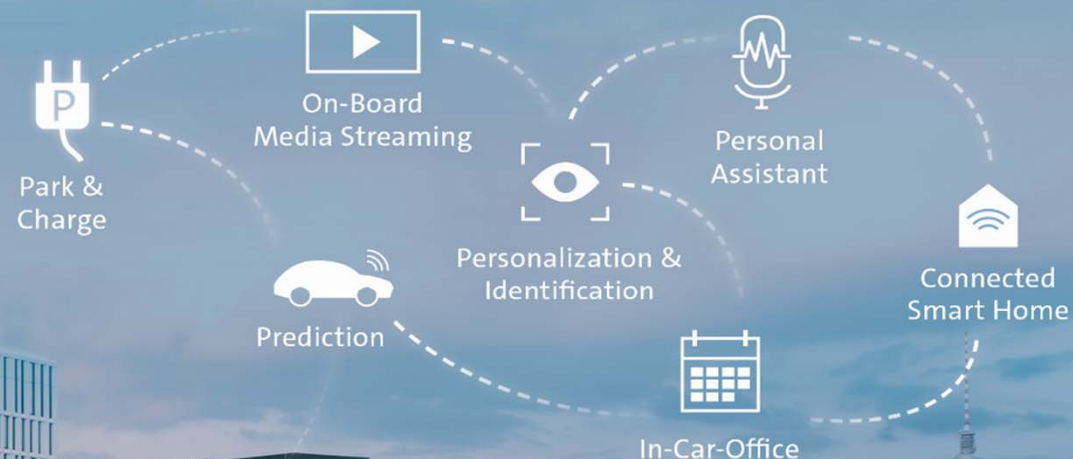 On-Board
Media Streaming
Personal
Assistant
P
Park &
Charge
Personalization &
Identification
Connected
Smart Home
Prediction
In-Car-Office